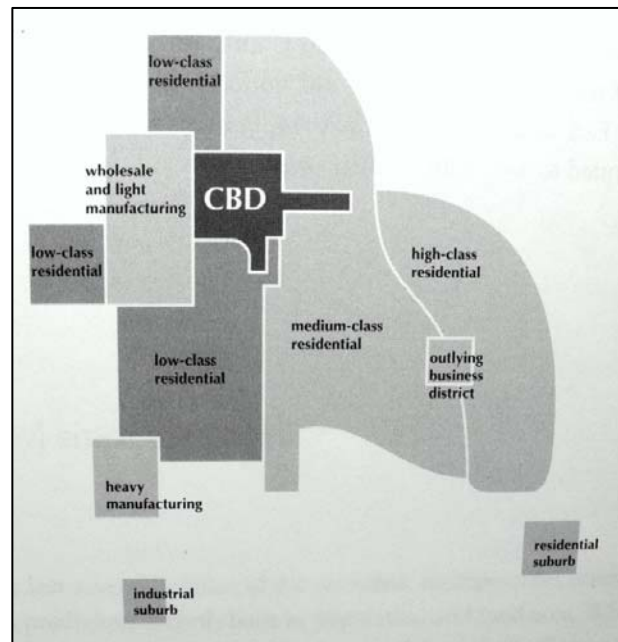 low-class
residential
wholesale
and light
manufacturing
CBD
low-class
residential
high-class
residential
medium-class
residential
low-class
residential
outlying
business
district
heavy
manufacturing
residential
suburb
industrial
suburb